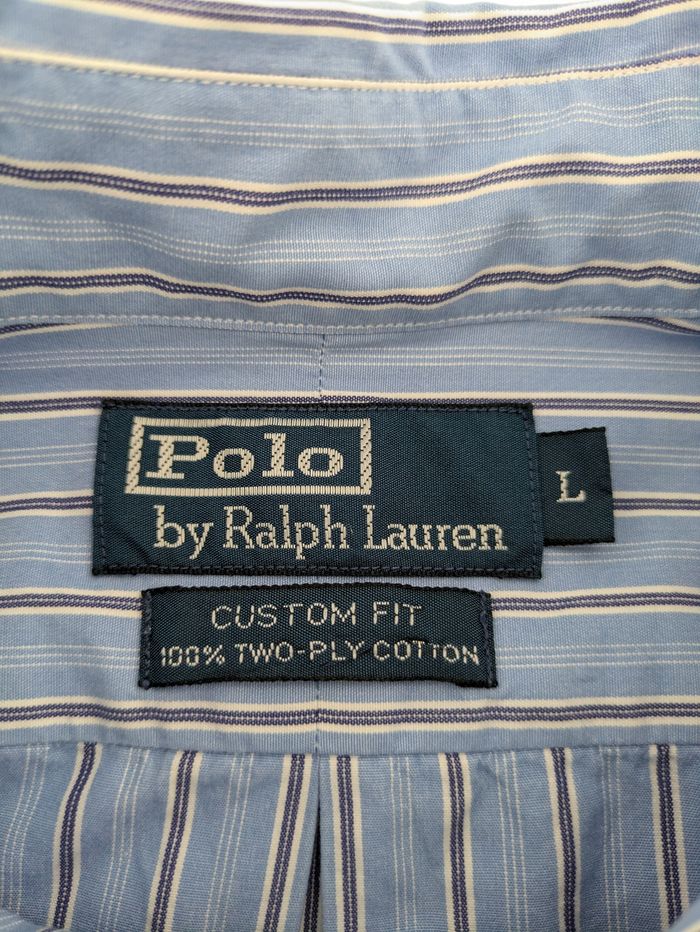 Polo
by Ralph Lauren
L
CUSTOM FIT
100% TWO-PLY COTTON